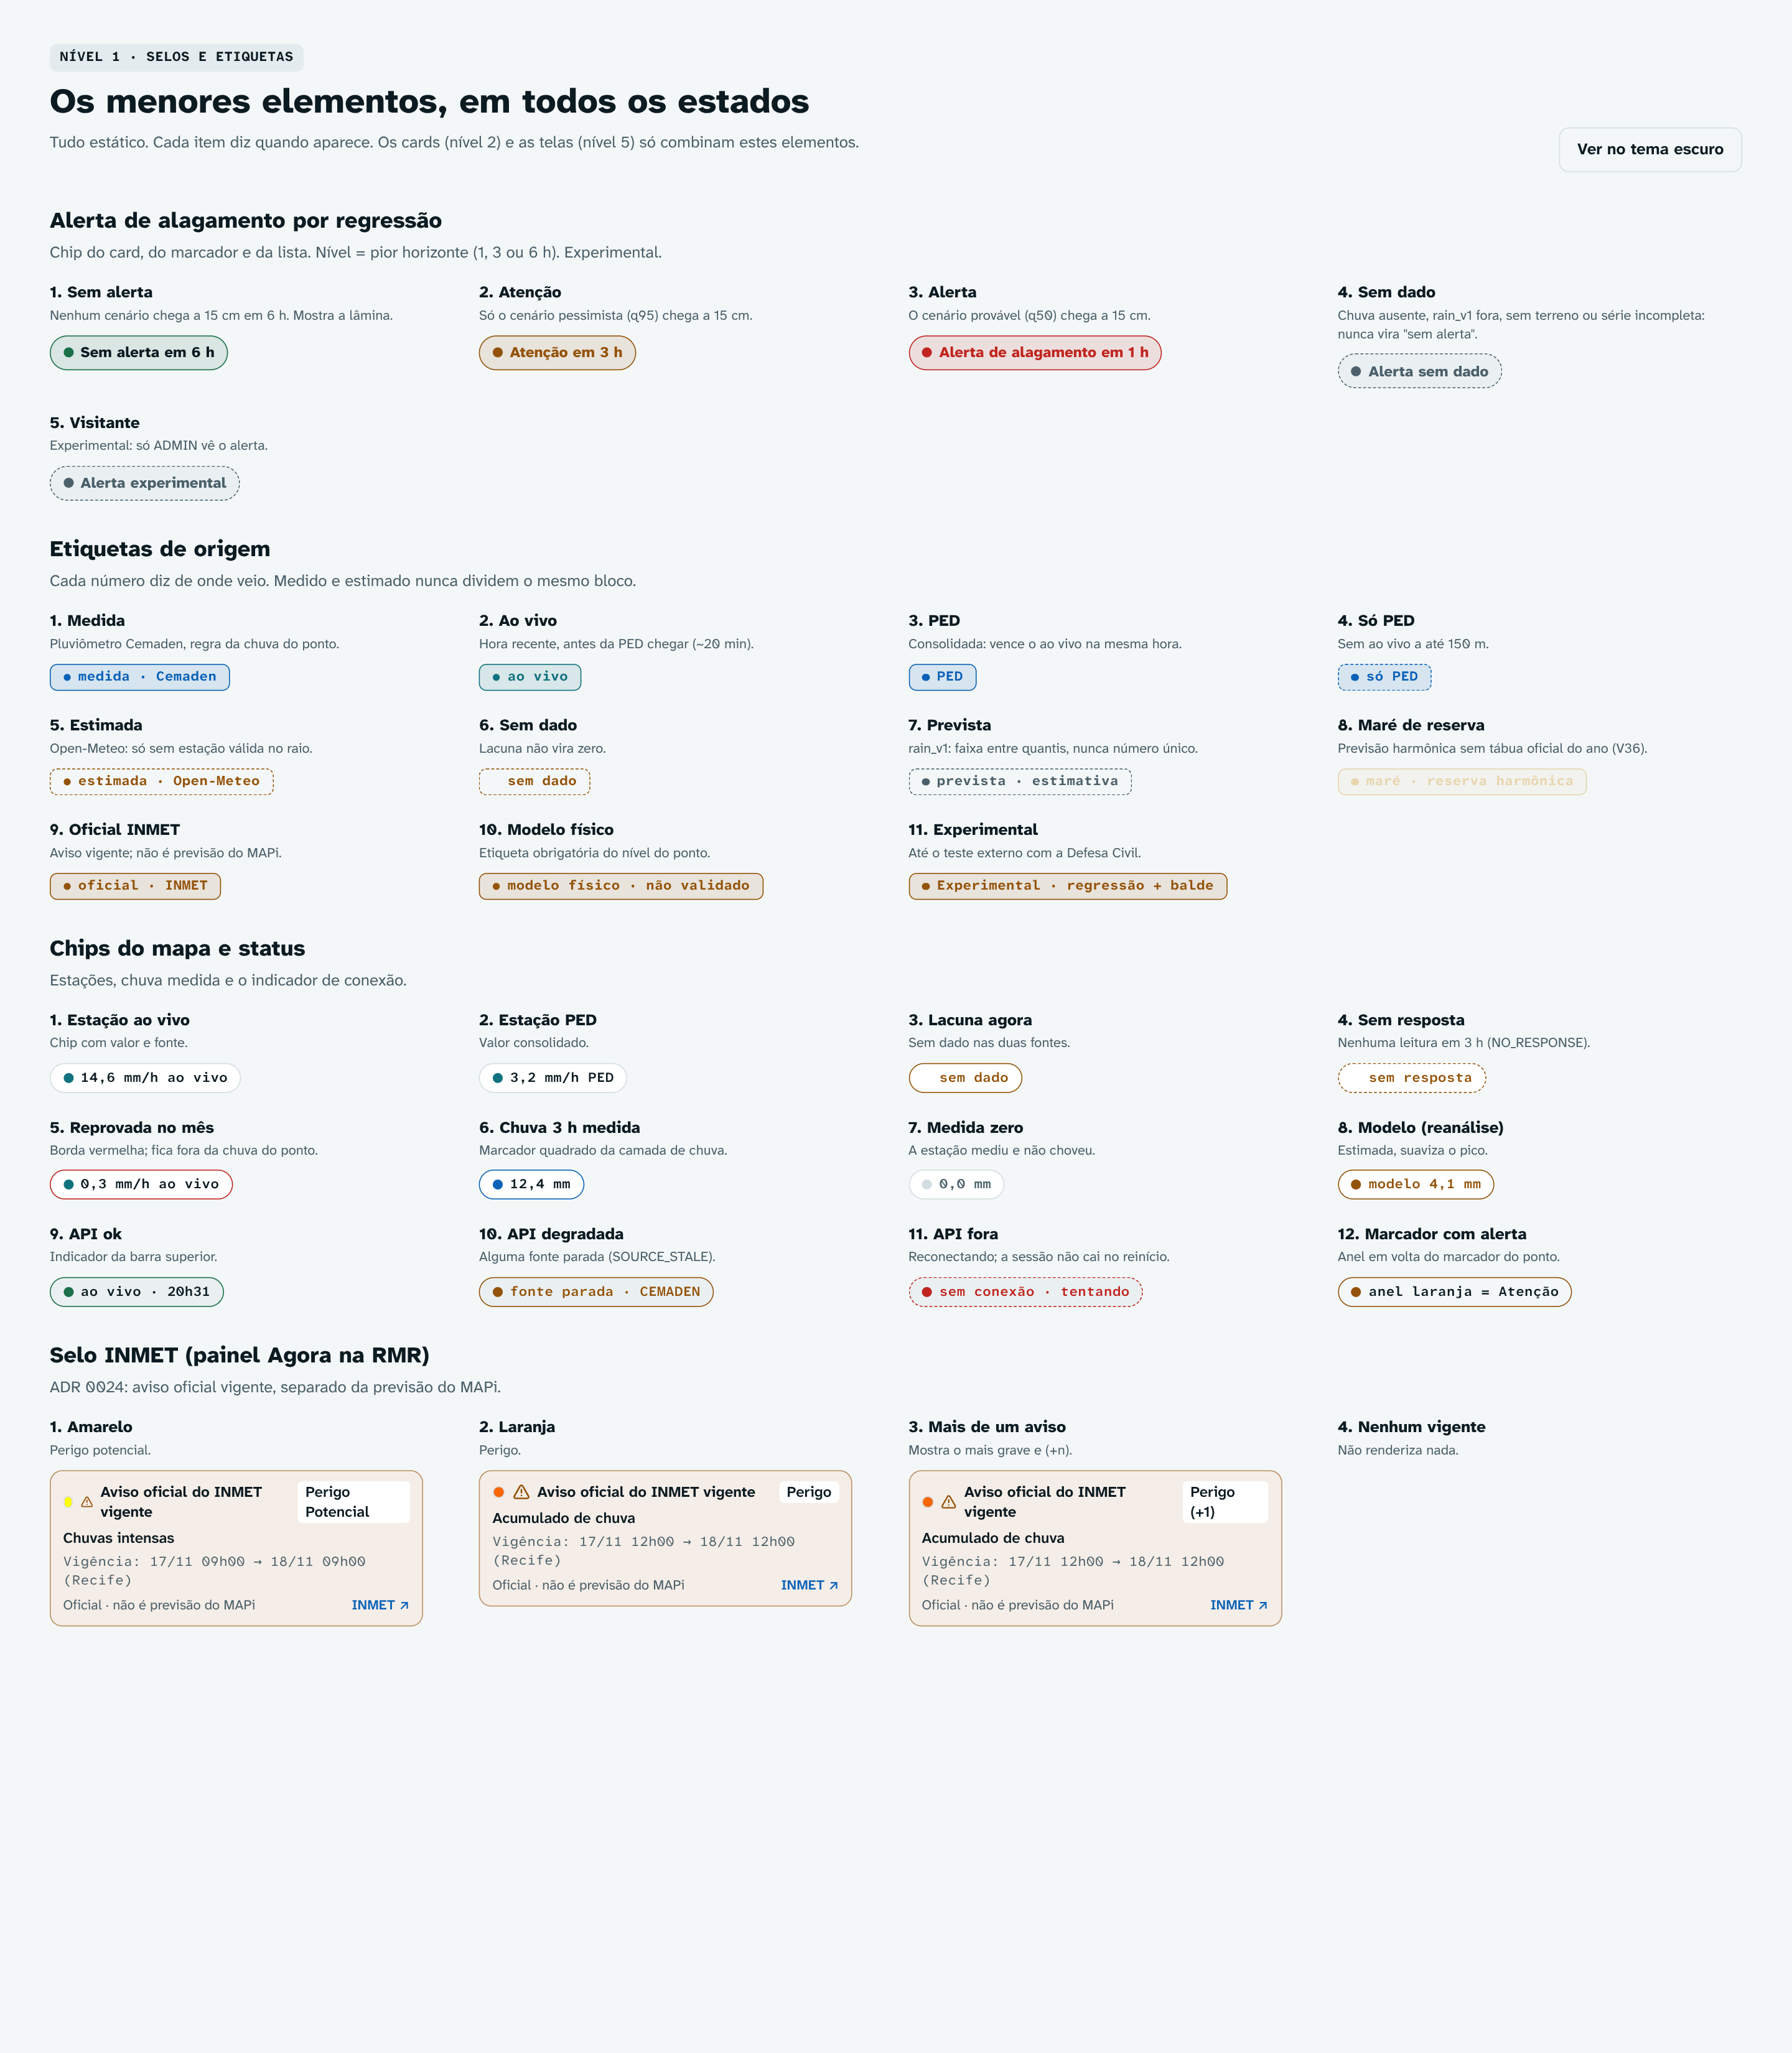 NÍVEL 1 · SELOS E ETIQUETAS
Os menores elementos, em todos os estados
Tudo estático. Cada item diz quando aparece. Os cards (nível 2) e as telas (nível 5) só combinam estes elementos.
Ver no tema escuro
Alerta de alagamento por regressão
Chip do card, do marcador e da lista. Nível = pior horizonte (1, 3 ou 6 h). Experimental.
1. Sem alerta
Nenhum cenário chega a 15 cm em 6 h. Mostra a lâmina.
Sem alerta em 6 h
2. Atenção
Só o cenário pessimista (q95) chega a 15 cm.
Atenção em 3 h
3. Alerta
O cenário provável (q50) chega a 15 cm.
Alerta de alagamento em 1 h
4. Sem dado
Chuva ausente, rain_v1 fora, sem terreno ou série incompleta:
nunca vira "sem alerta".
Alerta sem dado
5. Visitante
Experimental: só ADMIN vê o alerta.
Alerta experimental
Etiquetas de origem
Cada número diz de onde veio. Medido e estimado nunca dividem o mesmo bloco.
1. Medida
Pluviômetro Cemaden, regra da chuva do ponto.
medida · Cemaden
2. Ao vivo
Hora recente, antes da PED chegar (~20 min).
ao vivo
3. PED
Consolidada: vence o ao vivo na mesma hora.
PED
4. Só PED
Sem ao vivo a até 150 m.
só PED
5. Estimada
Open-Meteo: só sem estação válida no raio.
estimada · Open-Meteo
6. Sem dado
Lacuna não vira zero.
sem dado
7. Prevista
rain_v1: faixa entre quantis, nunca número único.
prevista · estimativa
8. Maré de reserva
Previsão harmônica sem tábua oficial do ano (V36).
maré · reserva harmônica
9. Oficial INMET
Aviso vigente; não é previsão do MAPi.
oficial · INMET
10. Modelo físico
Etiqueta obrigatória do nível do ponto.
modelo físico · não validado
11. Experimental
Até o teste externo com a Defesa Civil.
Experimental · regressão + balde
Chips do mapa e status
Estações, chuva medida e o indicador de conexão.
1. Estação ao vivo
Chip com valor e fonte.
14,6 mm/h ao vivo
2. Estação PED
Valor consolidado.
3,2 mm/h PED
3. Lacuna agora
Sem dado nas duas fontes.
sem dado
4. Sem resposta
Nenhuma leitura em 3 h (NO_RESPONSE).
sem resposta
5. Reprovada no mês
Borda vermelha; fica fora da chuva do ponto.
0,3 mm/h ao vivo
6. Chuva 3 h medida
Marcador quadrado da camada de chuva.
12,4 mm
7. Medida zero
A estação mediu e não choveu.
0,0 mm
8. Modelo (reanálise)
Estimada, suaviza o pico.
modelo 4,1 mm
9. API ok
Indicador da barra superior.
ao vivo · 20h31
10. API degradada
Alguma fonte parada (SOURCE_STALE).
fonte parada · CEMADEN
11. API fora
Reconectando; a sessão não cai no reinício.
sem conexão · tentando
12. Marcador com alerta
Anel em volta do marcador do ponto.
anel laranja = Atenção
Selo INMET (painel Agora na RMR)
ADR 0024: aviso oficial vigente, separado da previsão do MAPi.
1. Amarelo
Perigo potencial.
Aviso oficial do INMET
vigente
Perigo
Potencial
Chuvas intensas
Vigência: 17/11 09h00 → 18/11 09h00
(Recife)
Oficial · não é previsão do MAPi
INMET ↗
2. Laranja
Perigo.
Aviso oficial do INMET vigente
Perigo
Acumulado de chuva
Vigência: 17/11 12h00 → 18/11 12h00
(Recife)
Oficial · não é previsão do MAPi
INMET ↗
3. Mais de um aviso
Mostra o mais grave e (+n).
Aviso oficial do INMET
vigente
Perigo
(+1)
Acumulado de chuva
Vigência: 17/11 12h00 → 18/11 12h00
(Recife)
Oficial · não é previsão do MAPi
INMET ↗
4. Nenhum vigente
Não renderiza nada.